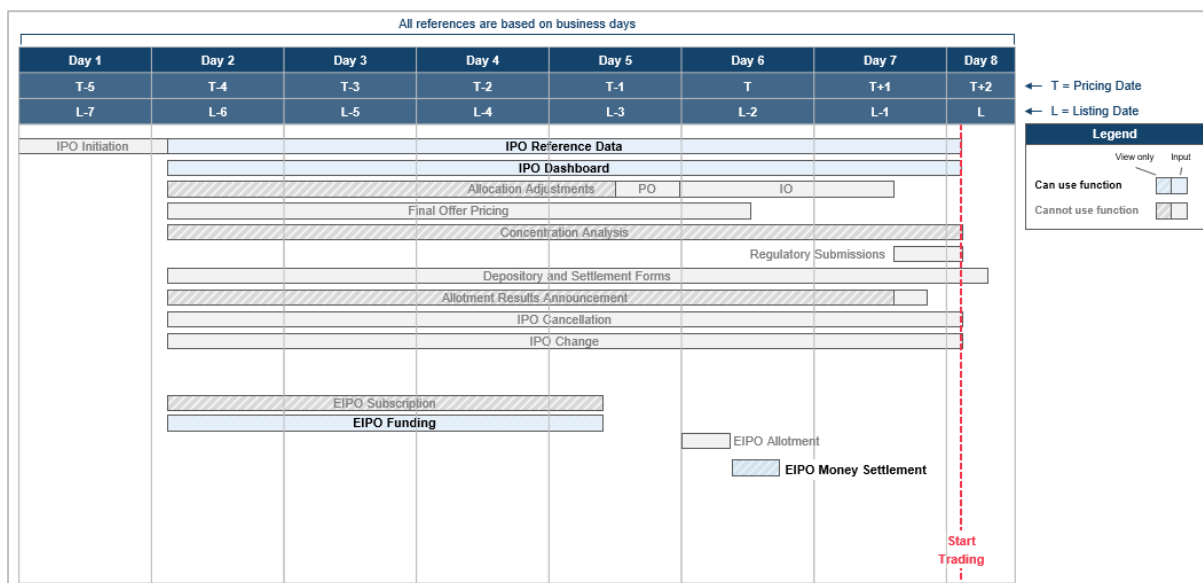 All references are based on business days
Day 1 Day 2 Day 3 Day 4 Day 5 Day 6 Day 7 Day 8
T-5 T-4 T-3 T-2 T-1 T T+1 T+2 ← T = Pricing Date
L-7 L-6 L-5 L-4 L-3 L-2 L-1 L ← L = Listing Date
Legend
View only Input
Can use function
Cannot use function
IPO Initiation IPO Reference Data
IPO Dashboard
Allocation Adjustments PO IO
Final Offer Pricing
Concentration Analysis
Regulatory Submissions
Depository and Settlement Forms
Allotment Results Announcement
IPO Cancellation
IPO Change
EIPO Subscription
EIPO Funding
EIPO Allotment
EIPO Money Settlement
Start
Trading